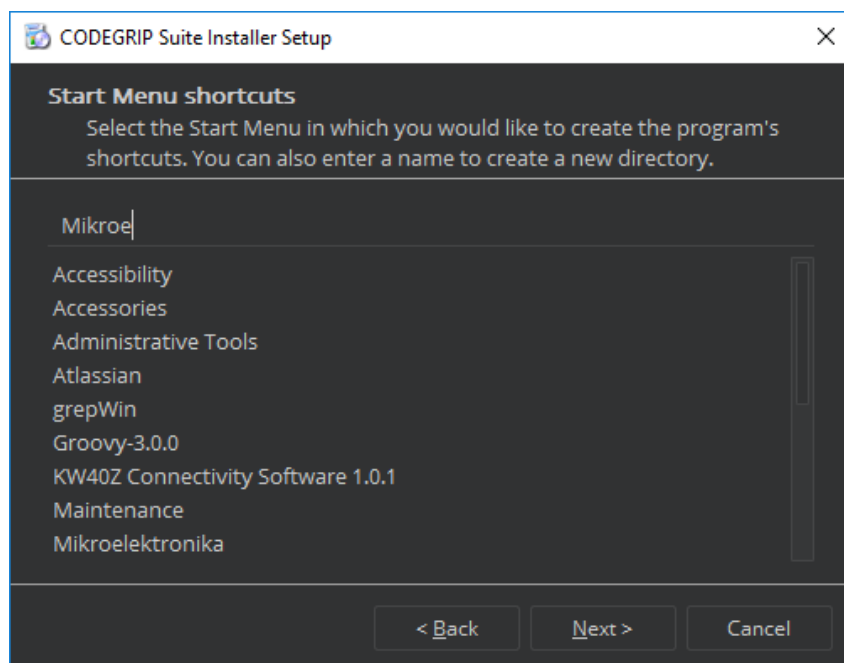 CODEGRIP Suite Installer Setup
Start Menu shortcuts
Select the Start Menu in which you would like to create the program's
shortcuts. You can also enter a name to create a new directory.
Mikroe
Accessibility
Accessories
Administrative Tools
Atlassian
grepWin
Groovy-3.0.0
KW40Z Connectivity Software 1.0.1
Maintenance
Mikroelektronika
< Back Next > Cancel